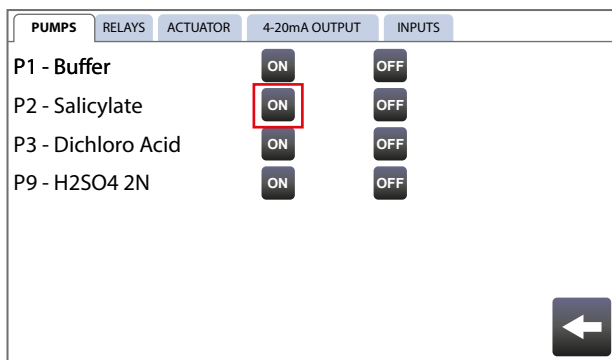 PUMPS RELAYS ACTUATOR 4-20mA OUTPUT INPUTS
P1 - Buffer ON OFF
P2 - Salicylate ON OFF
P3 - Dichloro Acid ON OFF
P9 - H2SO4 2N ON OFF